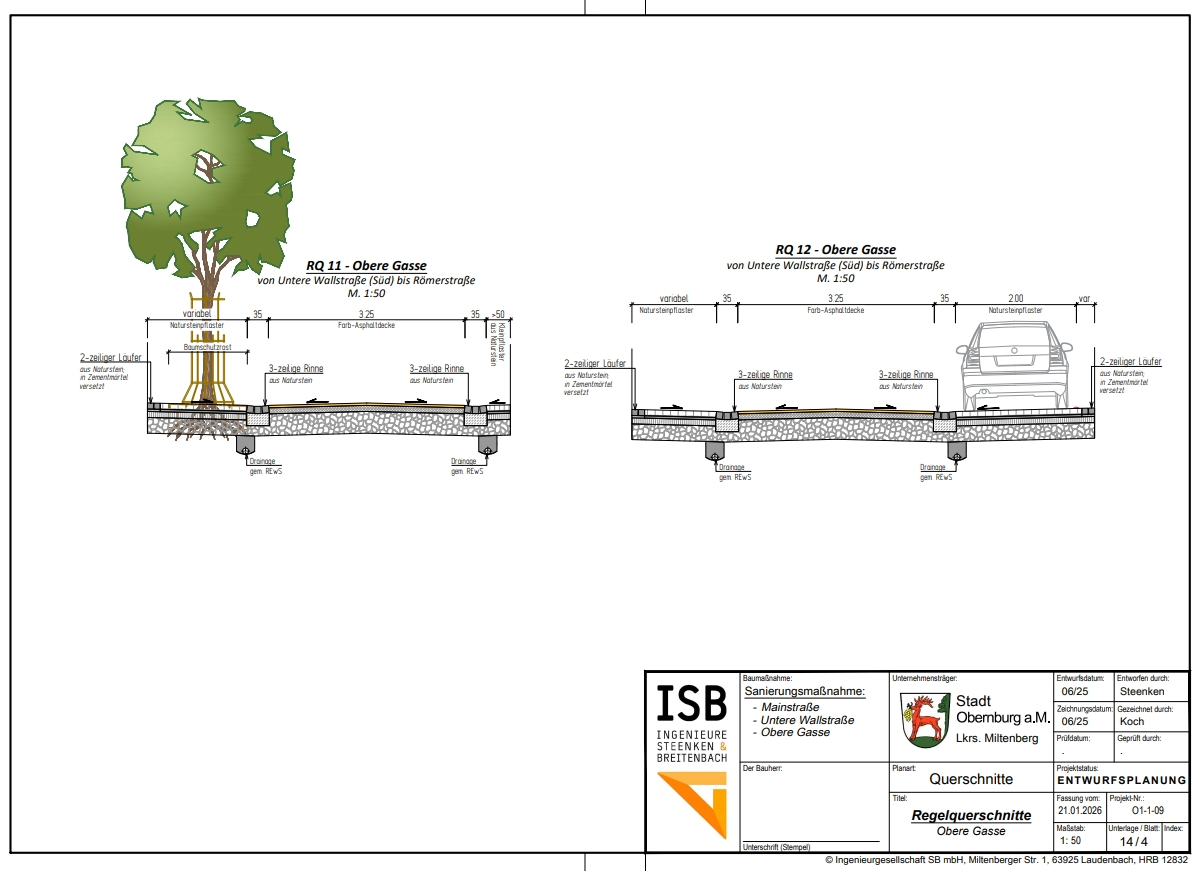 RQ 11 - Obere Gasse
von Untere Wallstraße (Süd) bis Römerstraße
M. 1:50
variabel
35
3.25
35
>50
Natursteinpflaster
Farb-Asphaltdecke
Kleinpflaster
aus Naturstein
Baumschutzrost
2-zeiliger Läufer
aus Naturstein;
in Zementmörtel
versetzt
3-zeilige Rinne
aus Naturstein
3-zeilige Rinne
aus Naturstein
Drainage
gem. REwS
Drainage
gem. REwS
RQ 12 - Obere Gasse
von Untere Wallstraße (Süd) bis Römerstraße
M. 1:50
variabel
35
3.25
35
2.00
var.
Natursteinpflaster
Farb-Asphaltdecke
Natursteinpflaster
2-zeiliger Läufer
aus Naturstein;
in Zementmörtel
versetzt
3-zeilige Rinne
aus Naturstein
3-zeilige Rinne
aus Naturstein
2-zeiliger Läufer
aus Naturstein;
in Zementmörtel
versetzt
Drainage
gem. REwS
Drainage
gem. REwS
ISB
INGENIEURE
STEENKEN &
BREITENBACH
Baumaßnahme:
Sanierungsmaßnahme:
- Mainstraße
- Untere Wallstraße
- Obere Gasse
Der Bauherr:
Unterschrift (Stempel)
Unternehmensträger:
Stadt
Obernburg a.M.
Lkrs. Miltenberg
Planart:
Querschnitte
Titel:
Regelquerschnitte
Obere Gasse
Entwurfsdatum:
06/25
Entworfen durch:
Steenken
Zeichnungsdatum:
06/25
Gezeichnet durch:
Koch
Prüfdatum:
.
Geprüft durch:
.
Projektstatus:
ENTWURFSPLANUNG
Fassung vom:
21.01.2026
Projekt-Nr.:
O1-1-09
Maßstab:
1: 50
Unterlage / Blatt:
14 / 4
Index:
© Ingenieurgesellschaft SB mbH, Miltenberger Str. 1, 63925 Laudenbach, HRB 12832